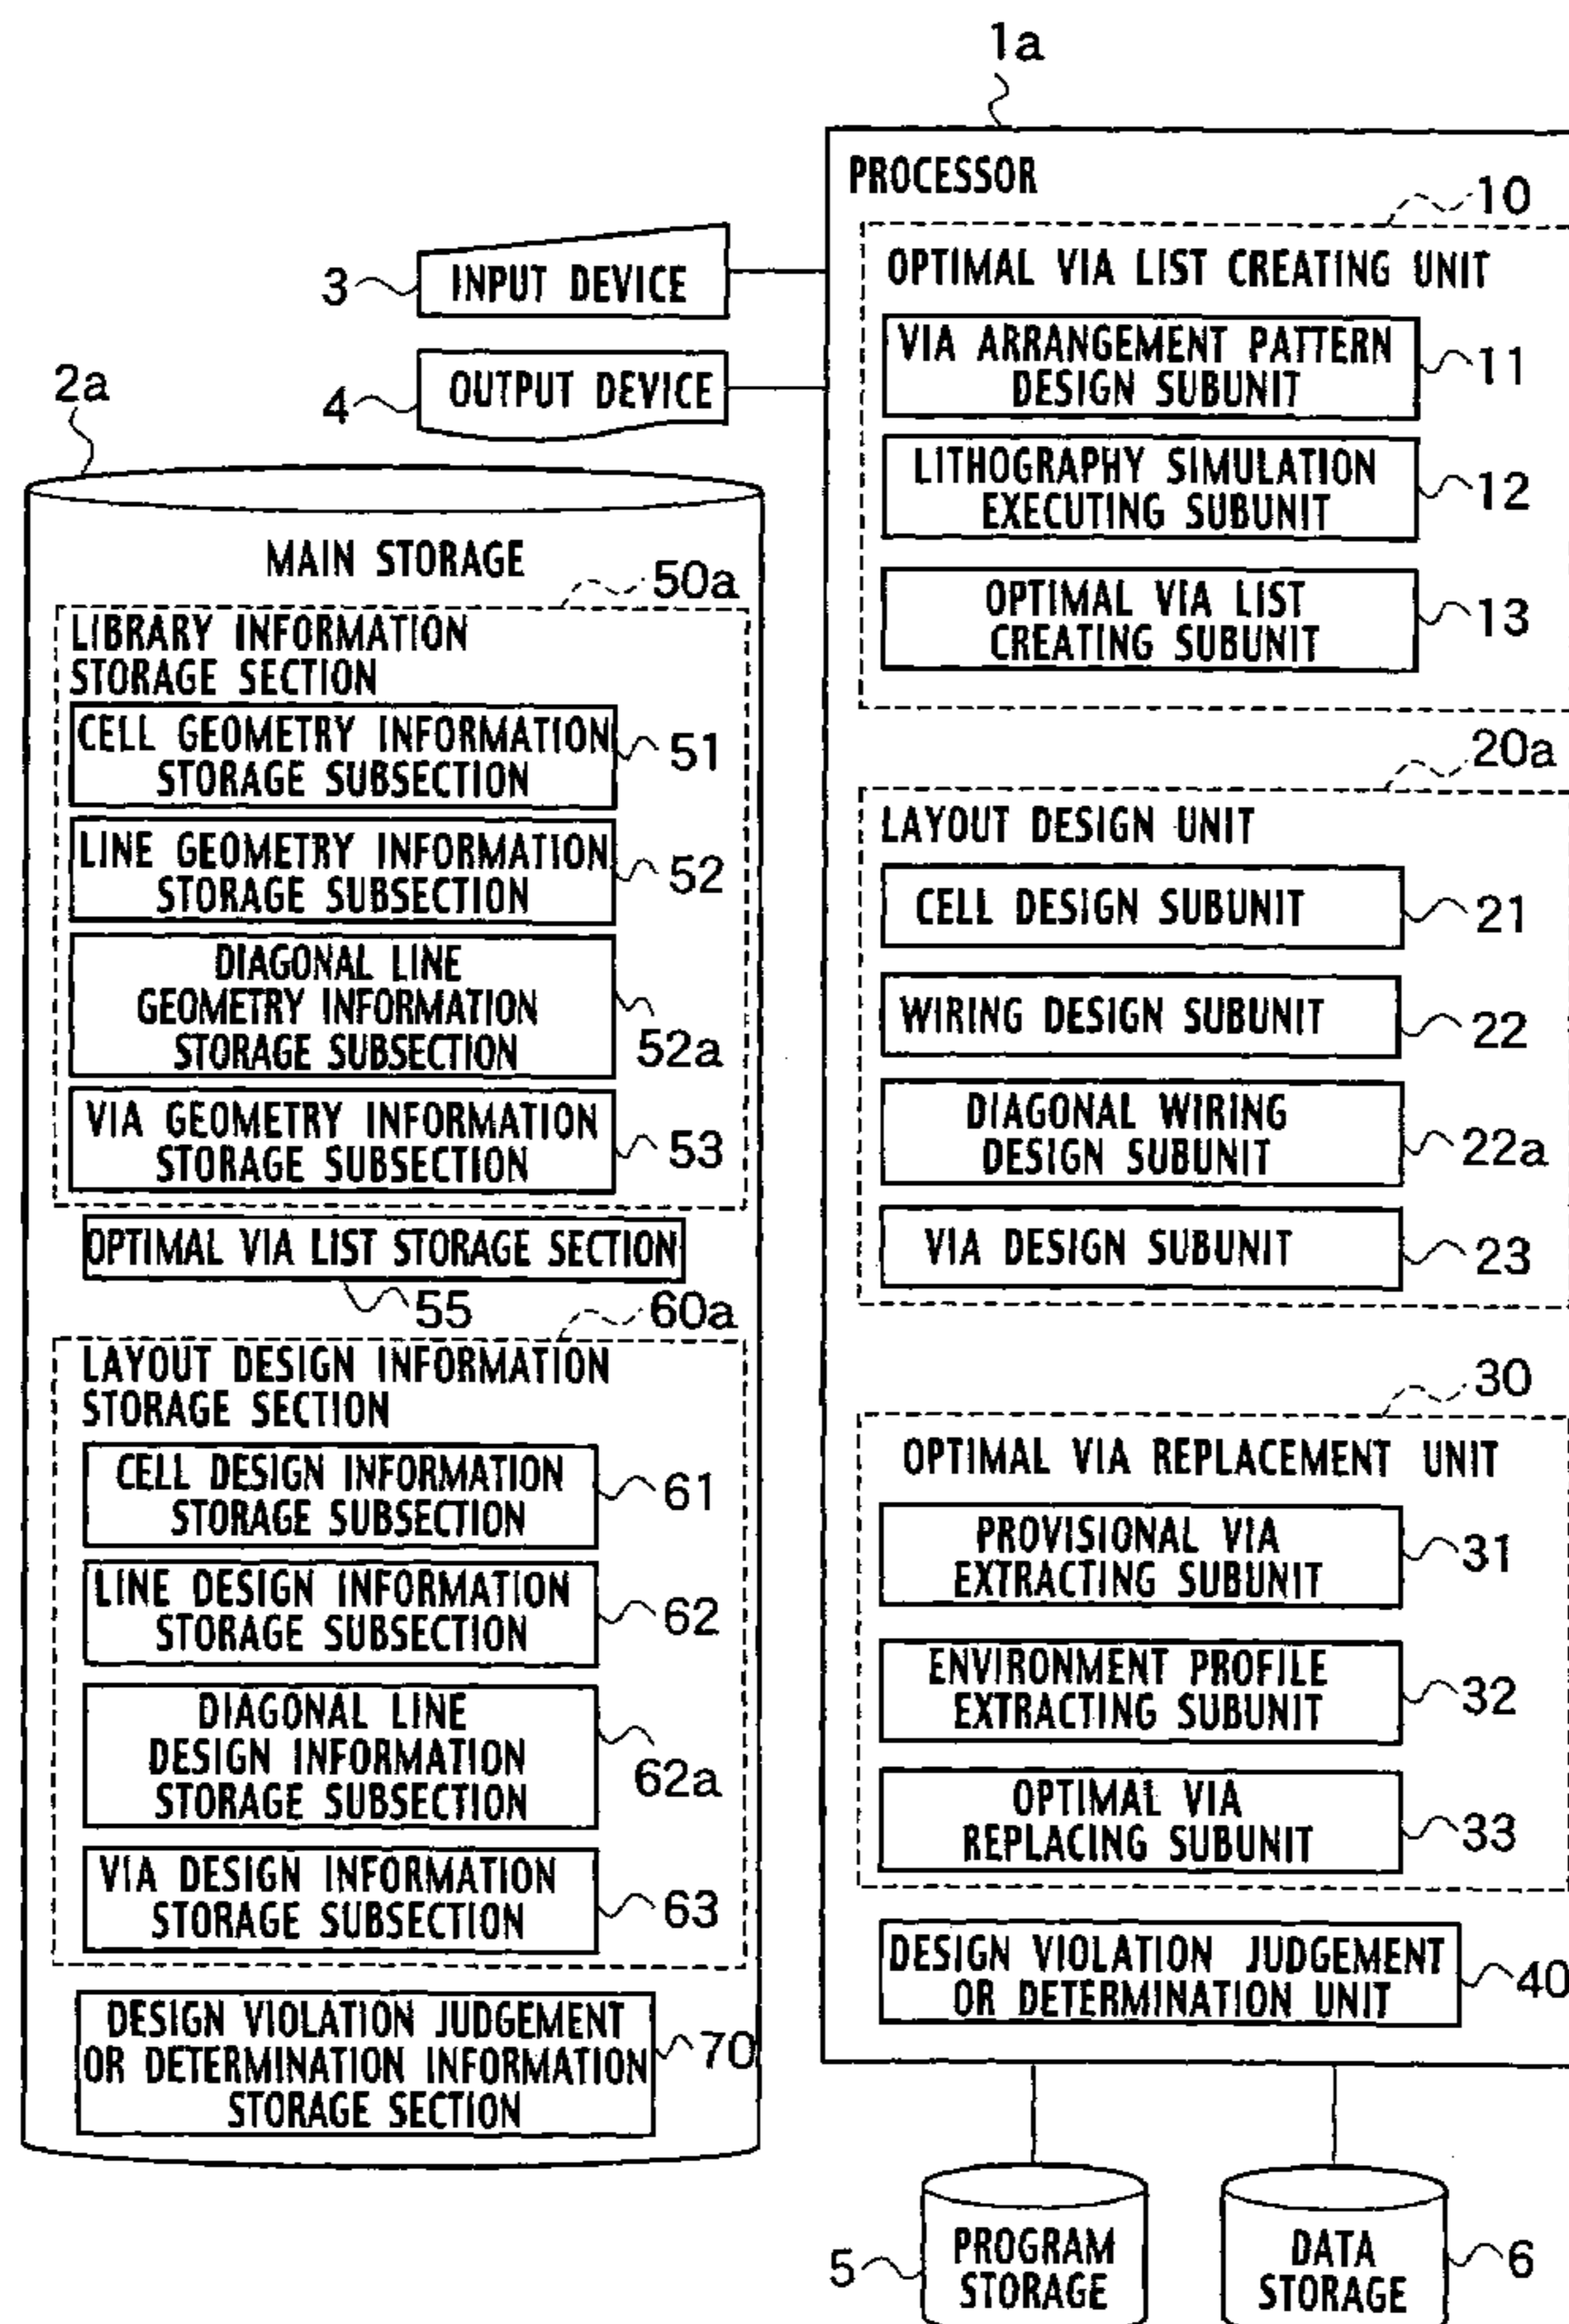 1a
PROCESSOR
10
OPTIMAL VIA LIST CREATING UNIT
VIA ARRANGEMENT PATTERN
DESIGN SUBUNIT
11
LITHOGRAPHY SIMULATION
EXECUTING SUBUNIT
12
OPTIMAL VIA LIST
CREATING SUBUNIT
13
3
INPUT DEVICE
4
OUTPUT DEVICE
2a
MAIN STORAGE
50a
LIBRARY INFORMATION
STORAGE SECTION
CELL GEOMETRY INFORMATION
STORAGE SUBSECTION
51
LINE GEOMETRY INFORMATION
STORAGE SUBSECTION
52
DIAGONAL LINE
GEOMETRY INFORMATION
STORAGE SUBSECTION
52a
VIA GEOMETRY INFORMATION
STORAGE SUBSECTION
53
OPTIMAL VIA LIST STORAGE SECTION
55
60a
LAYOUT DESIGN INFORMATION
STORAGE SECTION
CELL DESIGN INFORMATION
STORAGE SUBSECTION
61
LINE DESIGN INFORMATION
STORAGE SUBSECTION
62
DIAGONAL LINE
DESIGN INFORMATION
STORAGE SUBSECTION
62a
VIA DESIGN INFORMATION
STORAGE SUBSECTION
63
DESIGN VIOLATION JUDGEMENT
OR DETERMINATION INFORMATION
STORAGE SECTION
70
20a
LAYOUT DESIGN UNIT
CELL DESIGN SUBUNIT
21
WIRING DESIGN SUBUNIT
22
DIAGONAL WIRING
DESIGN SUBUNIT
22a
VIA DESIGN SUBUNIT
23
30
OPTIMAL VIA REPLACEMENT UNIT
PROVISIONAL VIA
EXTRACTING SUBUNIT
31
ENVIRONMENT PROFILE
EXTRACTING SUBUNIT
32
OPTIMAL VIA
REPLACING SUBUNIT
33
DESIGN VIOLATION JUDGEMENT
OR DETERMINATION UNIT
40
5
PROGRAM
STORAGE
DATA
STORAGE
6